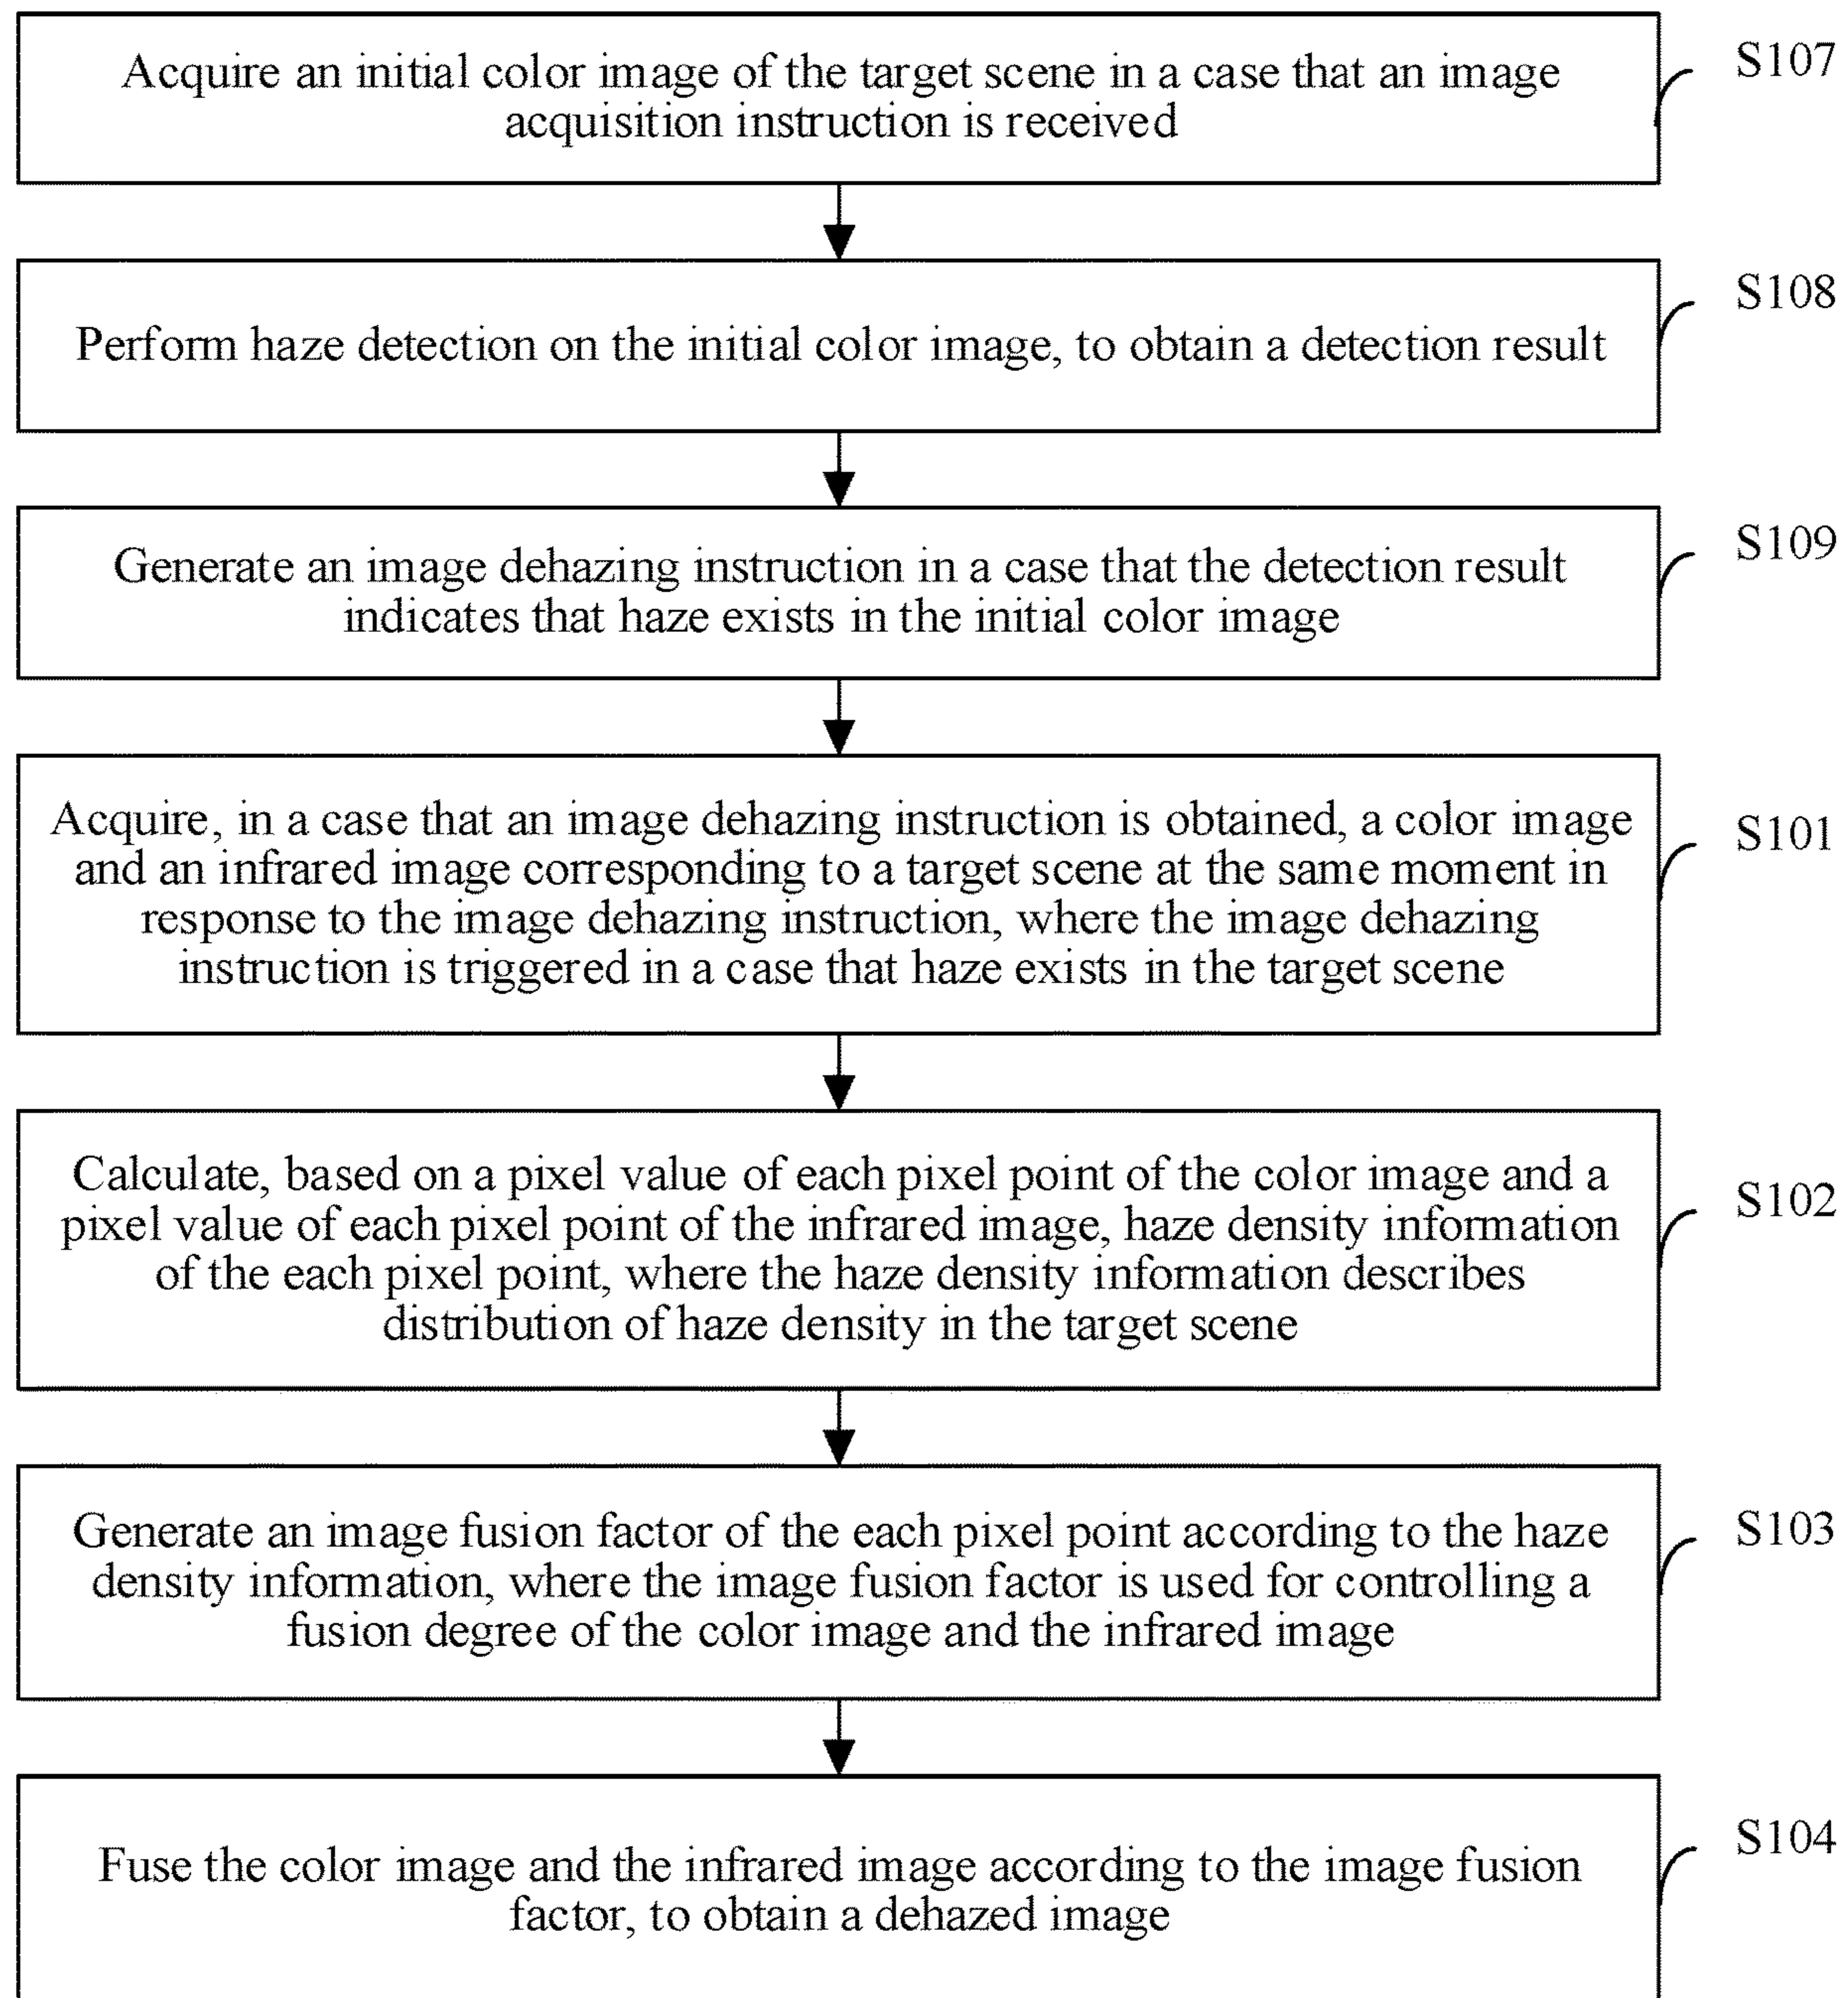 Acquire an initial color image of the target scene in a case that an image
acquisition instruction is received
S107
Perform haze detection on the initial color image, to obtain a detection result
S108
Generate an image dehazing instruction in a case that the detection result
indicates that haze exists in the initial color image
S109
Acquire, in a case that an image dehazing instruction is obtained, a color image
and an infrared image corresponding to a target scene at the same moment in
response to the image dehazing instruction, where the image dehazing
instruction is triggered in a case that haze exists in the target scene
S101
Calculate, based on a pixel value of each pixel point of the color image and a
pixel value of each pixel point of the infrared image, haze density information
of the each pixel point, where the haze density information describes
distribution of haze density in the target scene
S102
Generate an image fusion factor of the each pixel point according to the haze
density information, where the image fusion factor is used for controlling a
fusion degree of the color image and the infrared image
S103
Fuse the color image and the infrared image according to the image fusion
factor, to obtain a dehazed image
S104